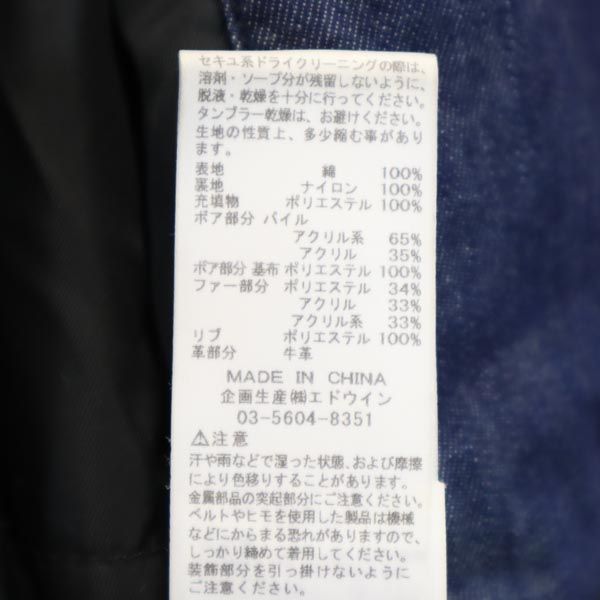 セキユ系ドライクリーニングの際は、
溶剤・ソープ分が残留しないように、
脱液・乾燥を十分に行ってください。
タンブラー乾燥は、お避けください。
生地の性質上、多少縮む事があり
ます。
表地 綿 100%
裏地 ナイロン 100%
充填物 ポリエステル 100%
ボア部分 パイル
アクリル系 65%
アクリル 35%
ボア部分 基布 ポリエステル 100%
ファー部分 ポリエステル 34%
アクリル 33%
アクリル系 33%
リブ ポリエステル 100%
革部分 牛革
MADE IN CHINA
企画生産㈱エドウイン
03-5604-8351
⚠注意
汗や雨などで湿った状態、および摩擦
により色移りすることがあります。
金属部品の突起部分にご注意ください。
ベルトやヒモを使用した製品は機械
などにからまる恐れがありますので、
しっかり締めて着用してください。
装飾部分を引っ掛けないように
ご注意ください。